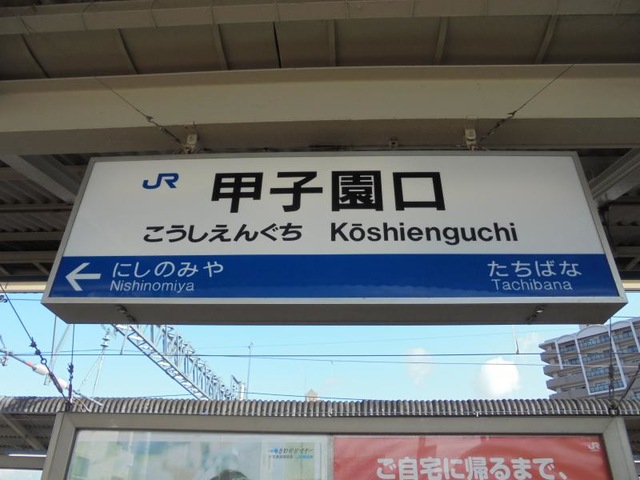 JR 甲子園口
こうしえんぐち Kōshienguchi
← にしのみや たちばな
Nishinomiya Tachibana
JR
ご自宅に帰るまで、